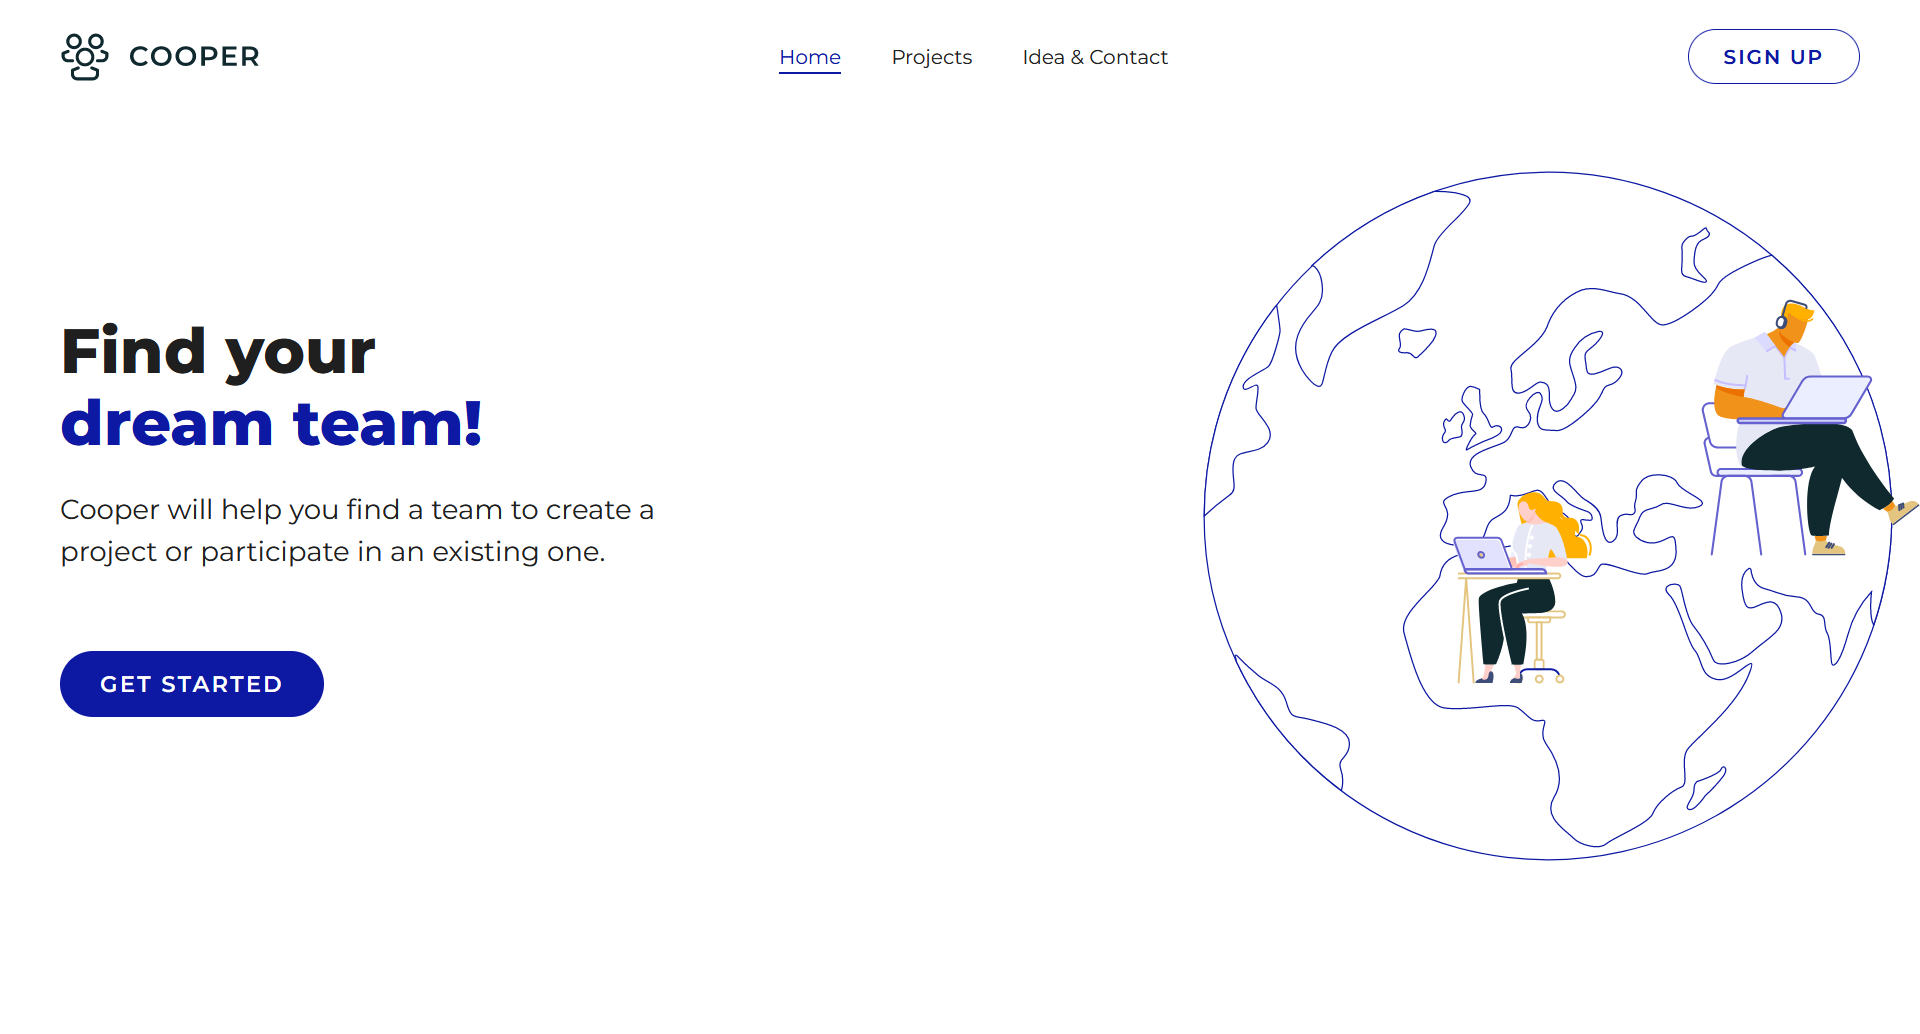 COOPER
Home
Projects
Idea & Contact
SIGN UP
Find your
dream team!
Cooper will help you find a team to create a
project or participate in an existing one.
GET STARTED